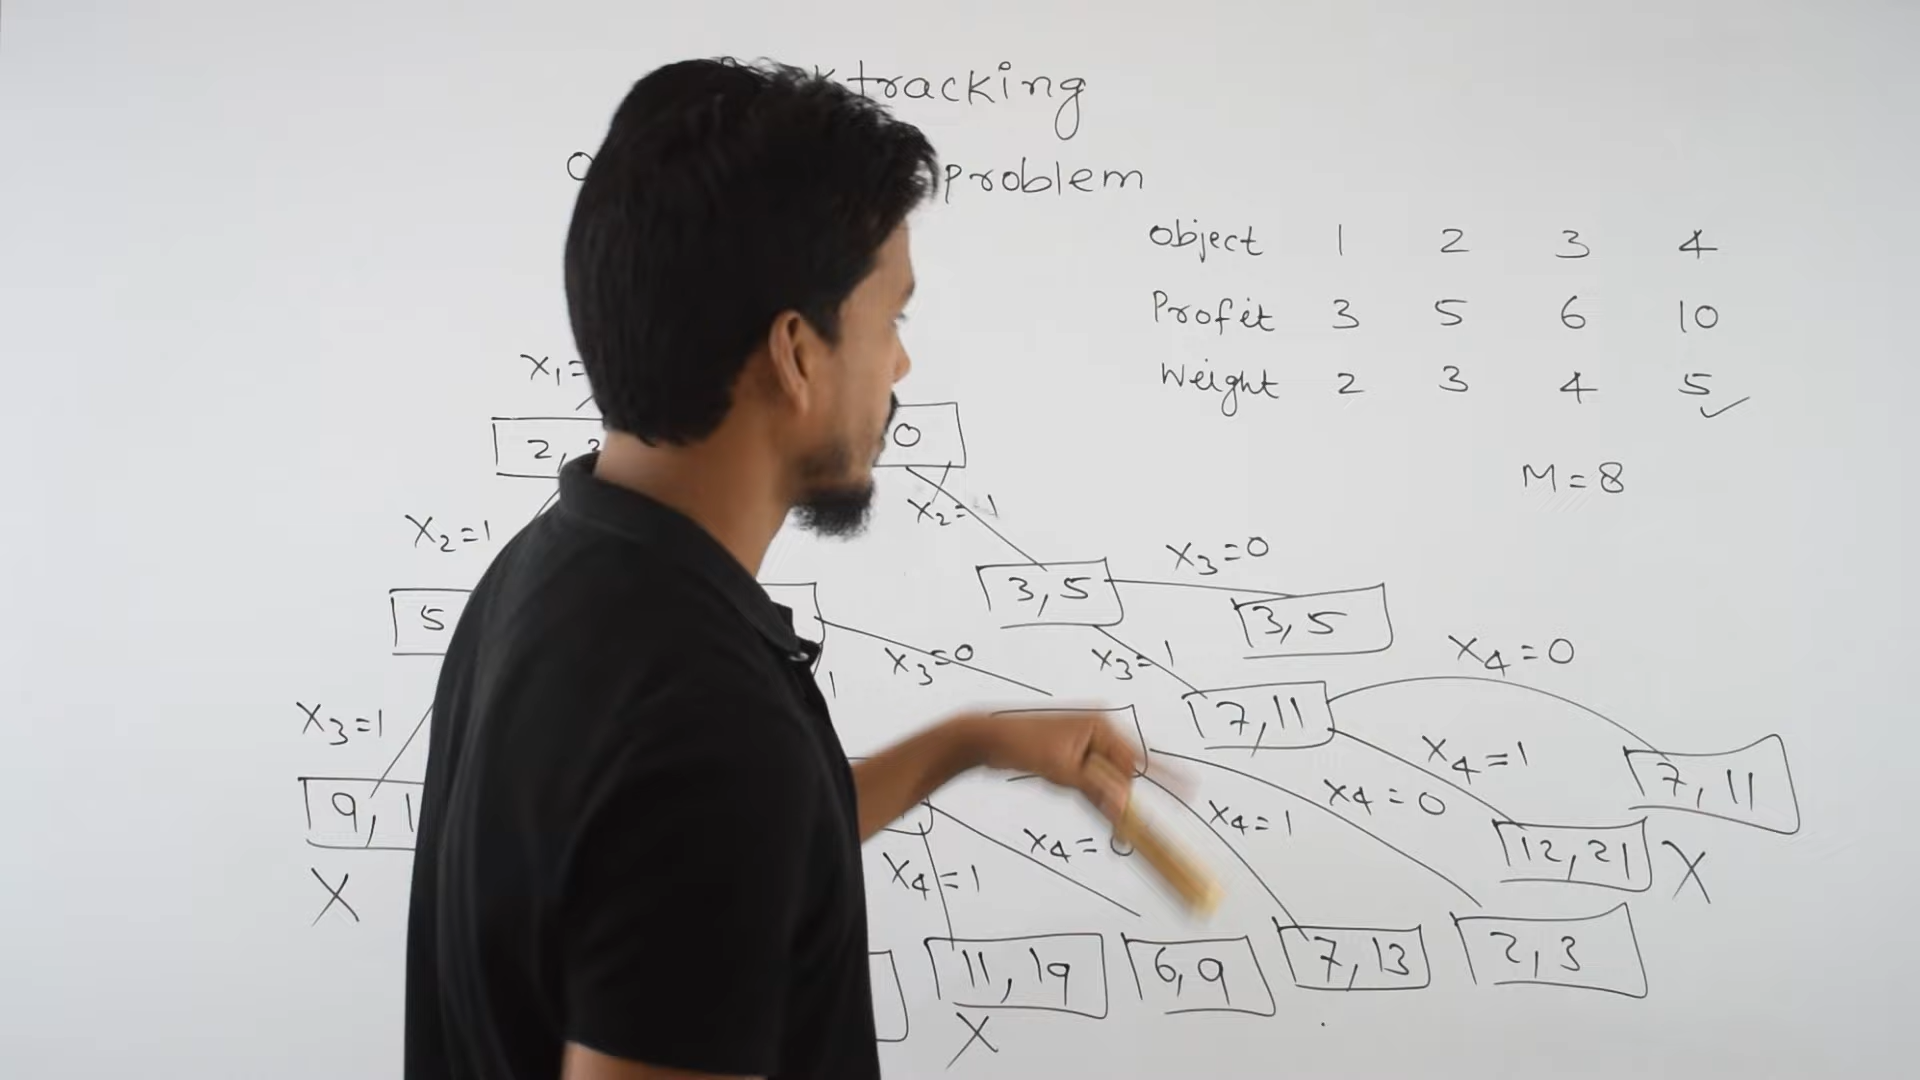 tracking
problem
Object 1 2 3 4
Profit 3 5 6 10
Weight 2 3 4 5 ✓
M = 8
X₁=
2, 3
0
X₂=1
X₂=1
X₃=0
3, 5
3, 5
5
X₃=0
X₃=1
X₄=0
1
X₃=1
7, 11
X₄=1
7, 11
9, 1
X₄=0
X₄=1
X₄=0
X₄=1
12, 21 X
X
11, 19
6, 9
7, 13
2, 3
X